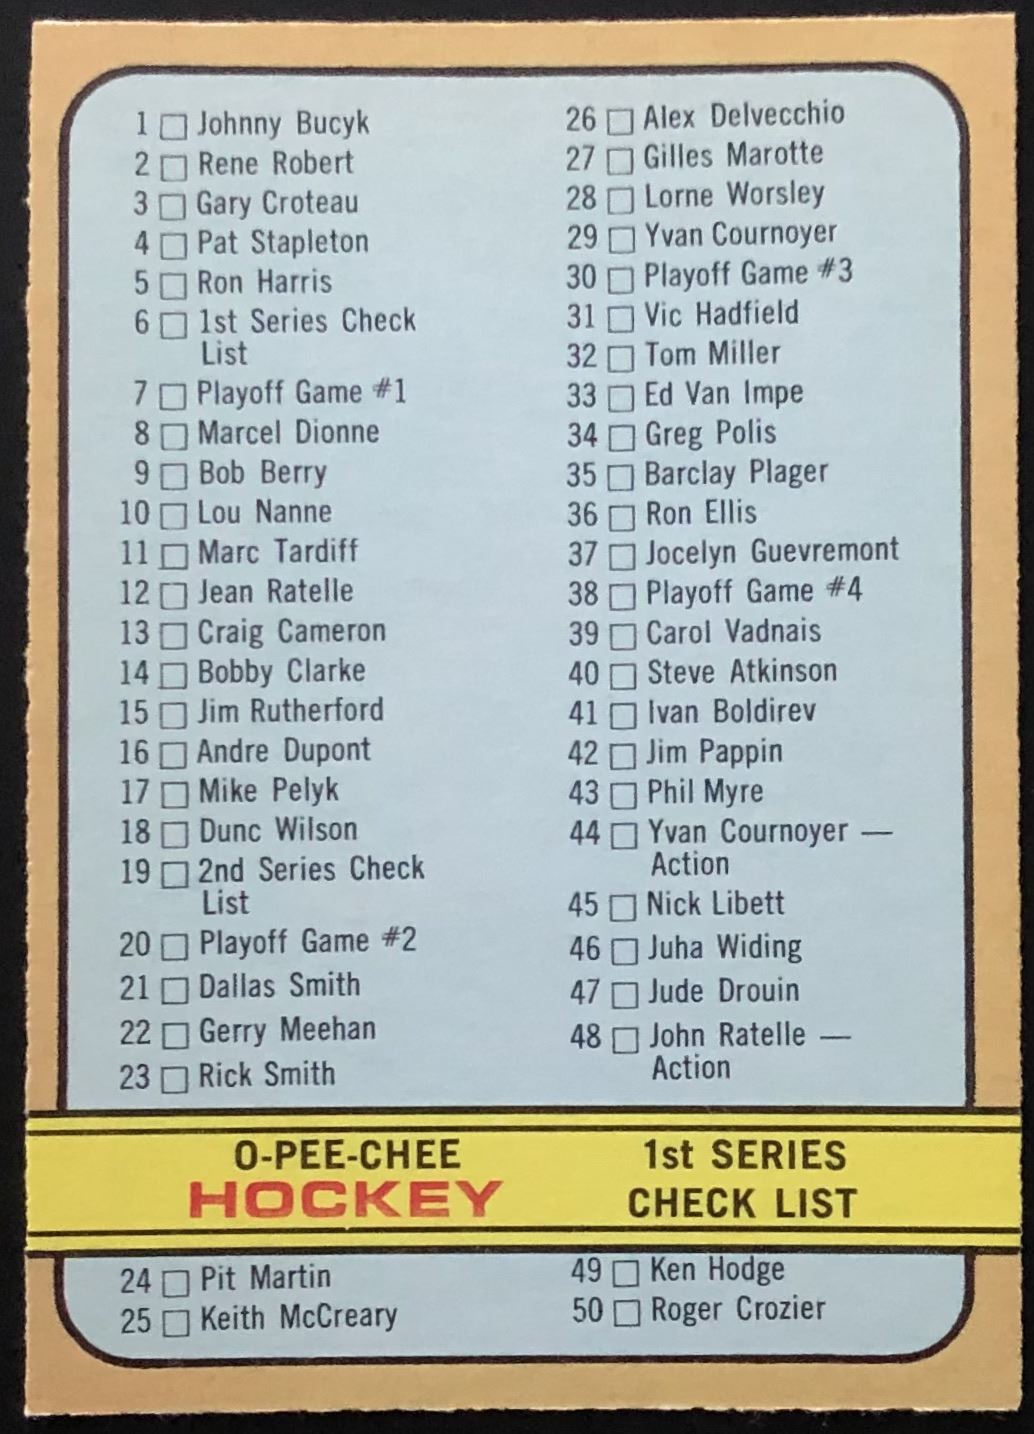 1 Johnny Bucyk
2 Rene Robert
3 Gary Croteau
4 Pat Stapleton
5 Ron Harris
6 1st Series Check
List
7 Playoff Game #1
8 Marcel Dionne
9 Bob Berry
10 Lou Nanne
11 Marc Tardiff
12 Jean Ratelle
13 Craig Cameron
14 Bobby Clarke
15 Jim Rutherford
16 Andre Dupont
17 Mike Pelyk
18 Dunc Wilson
19 2nd Series Check
List
20 Playoff Game #2
21 Dallas Smith
22 Gerry Meehan
23 Rick Smith
26 Alex Delvecchio
27 Gilles Marotte
28 Lorne Worsley
29 Yvan Cournoyer
30 Playoff Game #3
31 Vic Hadfield
32 Tom Miller
33 Ed Van Impe
34 Greg Polis
35 Barclay Plager
36 Ron Ellis
37 Jocelyn Guevremont
38 Playoff Game #4
39 Carol Vadnais
40 Steve Atkinson
41 Ivan Boldirev
42 Jim Pappin
43 Phil Myre
44 Yvan Cournoyer —
Action
45 Nick Libett
46 Juha Widing
47 Jude Drouin
48 John Ratelle —
Action
O-PEE-CHEE
HOCKEY
1st SERIES
CHECK LIST
24 Pit Martin
25 Keith McCreary
49 Ken Hodge
50 Roger Crozier